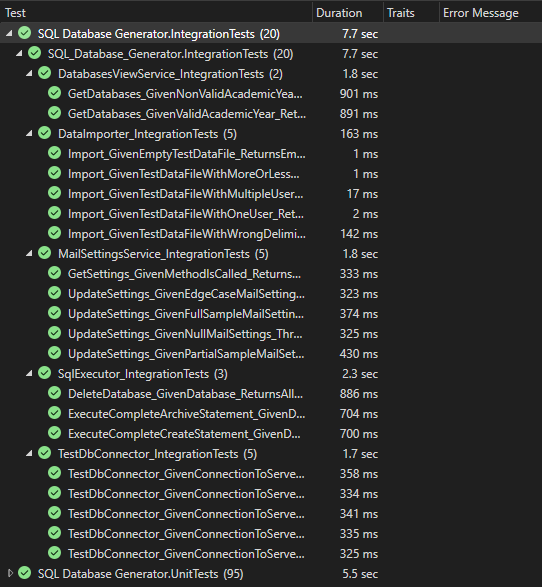 Test Duration Traits Error Message
SQL Database Generator.IntegrationTests (20) 7.7 sec
SQL_Database_Generator.IntegrationTests (20) 7.7 sec
DatabasesViewService_IntegrationTests (2) 1.8 sec
GetDatabases_GivenNonValidAcademicYea... 901 ms
GetDatabases_GivenValidAcademicYear_Ret... 891 ms
DataImporter_IntegrationTests (5) 163 ms
Import_GivenEmptyTestDataFile_ReturnsEm... 1 ms
Import_GivenTestDataFileWithMoreOrLess... 1 ms
Import_GivenTestDataFileWithMultipleUser... 17 ms
Import_GivenTestDataFileWithOneUser_Ret... 2 ms
Import_GivenTestDataFileWithWrongDelimi... 142 ms
MailSettingsService_IntegrationTests (5) 1.8 sec
GetSettings_GivenMethodIsCalled_Returns... 333 ms
UpdateSettings_GivenEdgeCaseMailSetting... 323 ms
UpdateSettings_GivenFullSampleMailSettin... 374 ms
UpdateSettings_GivenNullMailSettings_Thr... 325 ms
UpdateSettings_GivenPartialSampleMailSet... 430 ms
SqlExecutor_IntegrationTests (3) 2.3 sec
DeleteDatabase_GivenDatabase_ReturnsAll... 886 ms
ExecuteCompleteArchiveStatement_GivenD... 704 ms
ExecuteCompleteCreateStatement_GivenD... 700 ms
TestDbConnector_IntegrationTests (5) 1.7 sec
TestDbConnector_GivenConnectionToServe... 358 ms
TestDbConnector_GivenConnectionToServe... 334 ms
TestDbConnector_GivenConnectionToServe... 341 ms
TestDbConnector_GivenConnectionToServe... 335 ms
TestDbConnector_GivenConnectionToServe... 325 ms
SQL Database Generator.UnitTests (95) 5.5 sec